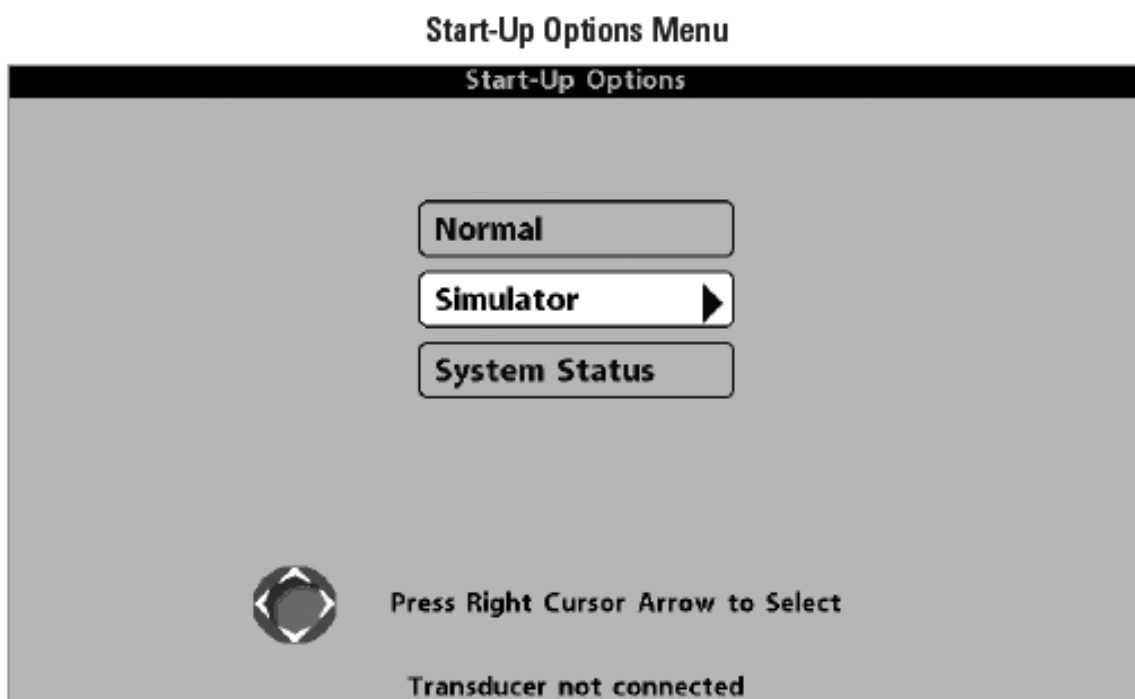 Start-Up Options Menu
Start-Up Options
Normal
Simulator
System Status
Press Right Cursor Arrow to Select
Transducer not connected